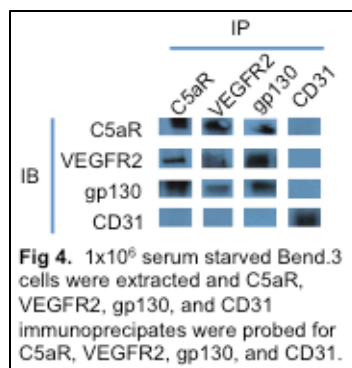 IP
C5aR
VEGFR2
gp130
CD31
IB
C5aR
VEGFR2
gp130
CD31
Fig 4. 1x10⁶ serum starved Bend.3
cells were extracted and C5aR,
VEGFR2, gp130, and CD31
immunoprecipates were probed for
C5aR, VEGFR2, gp130, and CD31.